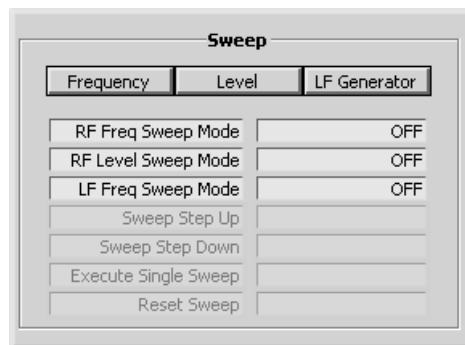 Sweep
Frequency Level LF Generator
RF Freq Sweep Mode OFF
RF Level Sweep Mode OFF
LF Freq Sweep Mode OFF
Sweep Step Up
Sweep Step Down
Execute Single Sweep
Reset Sweep